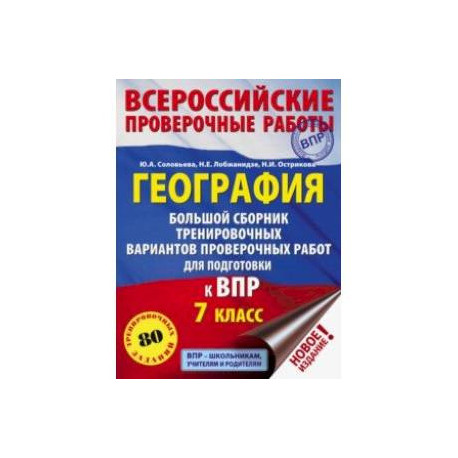 ВСЕРОССИЙСКИЕ
ПРОВЕРОЧНЫЕ РАБОТЫ
ВПР
Ю.А. Соловьева, Н.Е. Лобжанидзе, Н.И. Острикова
ГЕОГРАФИЯ
БОЛЬШОЙ СБОРНИК
ТРЕНИРОВОЧНЫХ
ВАРИАНТОВ ПРОВЕРОЧНЫХ РАБОТ
ДЛЯ ПОДГОТОВКИ
К ВПР
7 КЛАСС
ТРЕНИРОВОЧНЫХ
80
ЗАДАНИЙ
НОВОЕ
ИЗДАНИЕ!
ВПР - ШКОЛЬНИКАМ,
УЧИТЕЛЯМ И РОДИТЕЛЯМ